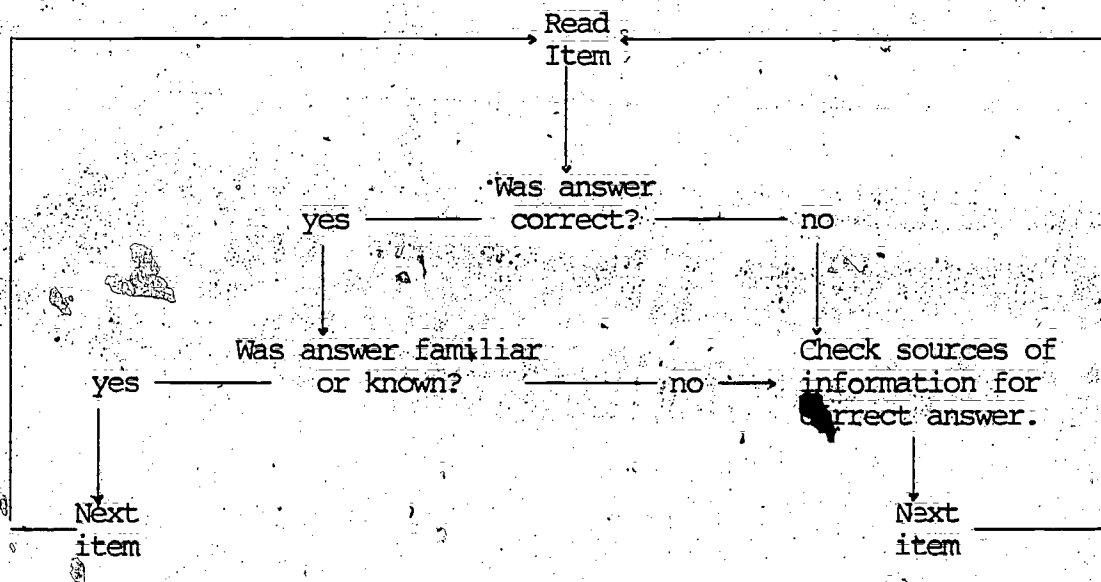 Read
Item
Was answer
yes correct? no
Was answer familiar
or known?
yes
no
Check sources of
information for
correct answer.
Next
item
Next
item